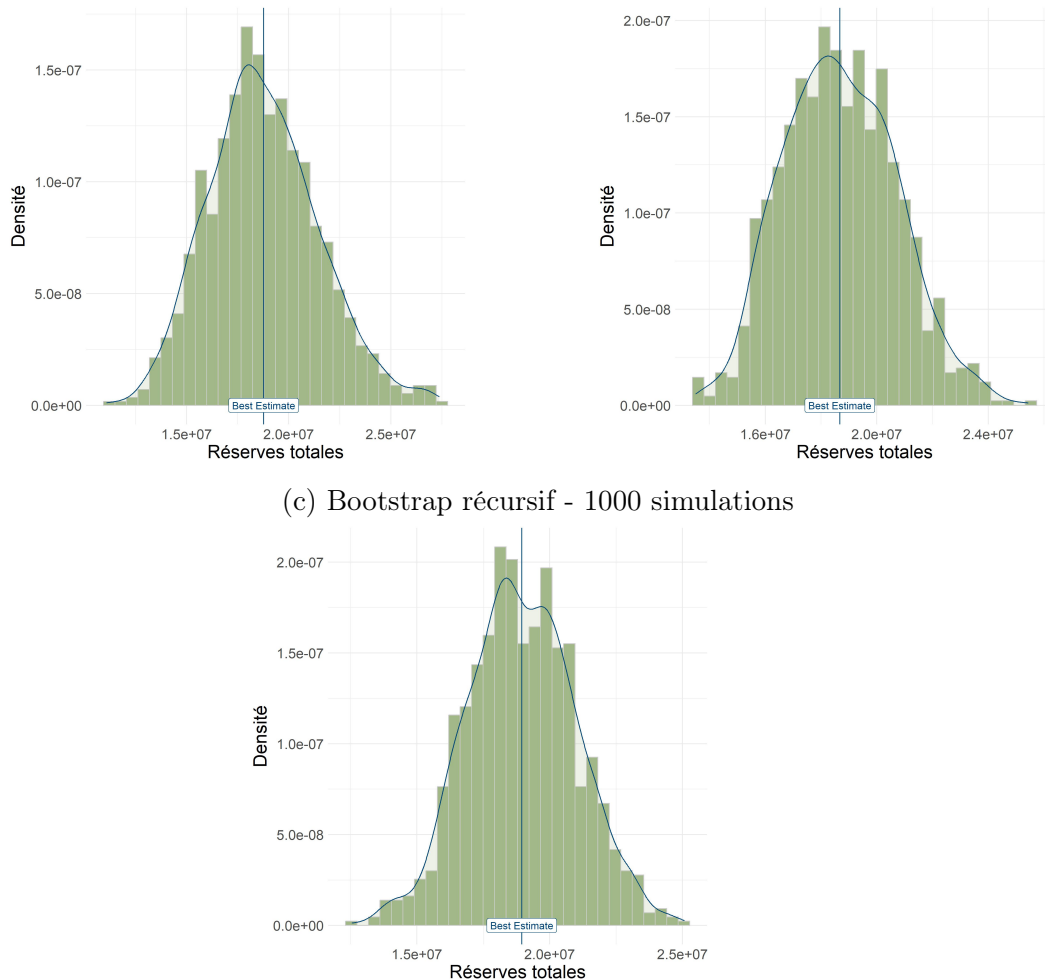 1.5e-07
1.0e-07
5.0e-08
0.0e+00
Densité
Best Estimate
1.5e+07
2.0e+07
2.5e+07
Réserves totales
2.0e-07
1.5e-07
1.0e-07
5.0e-08
0.0e+00
Densité
Best Estimate
1.6e+07
2.0e+07
2.4e+07
Réserves totales
(c) Bootstrap récursif - 1000 simulations
2.0e-07
1.5e-07
1.0e-07
5.0e-08
0.0e+00
Densité
Best Estimate
1.5e+07
2.0e+07
2.5e+07
Réserves totales